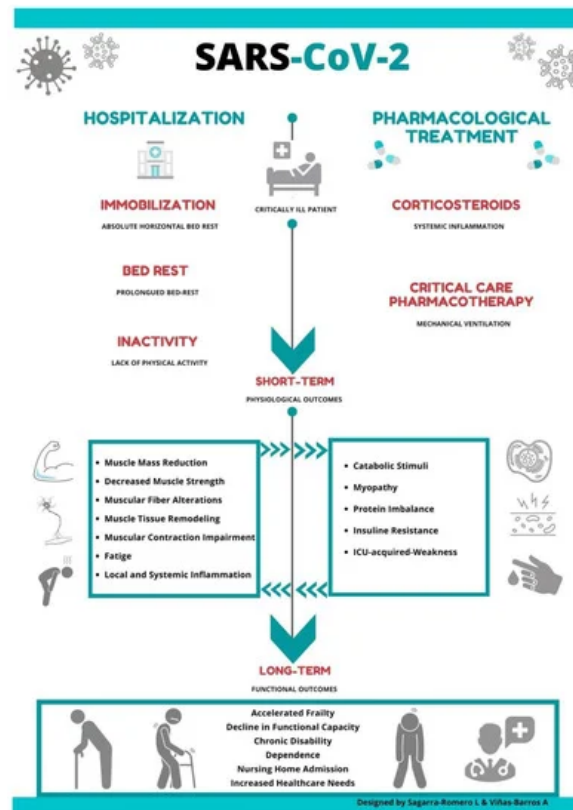 SARS-CoV-2
HOSPITALIZATION
IMMOBILIZATION
ABSOLUTE HORIZONTAL BED REST
BED REST
PROLONGUED BED-REST
INACTIVITY
LACK OF PHYSICAL ACTIVITY
CRITICALLY ILL PATIENT
PHARMACOLOGICAL
TREATMENT
CORTICOSTEROIDS
SYSTEMIC INFLAMMATION
CRITICAL CARE
PHARMACOTHERAPY
MECHANICAL VENTILATION
SHORT-TERM
PHYSIOLOGICAL OUTCOMES
• Muscle Mass Reduction
• Decreased Muscle Strength
• Muscular Fiber Alterations
• Muscle Tissue Remodeling
• Muscular Contraction Impairment
• Fatige
• Local and Systemic Inflammation
• Catabolic Stimuli
• Myopathy
• Protein Imbalance
• Insuline Resistance
• ICU-acquired-Weakness
LONG-TERM
FUNCTIONAL OUTCOMES
Accelerated Frailty
Decline in Functional Capacity
Chronic Disability
Dependence
Nursing Home Admission
Increased Healthcare Needs
Designed by Sagarra-Romero L & Viñas-Barros A